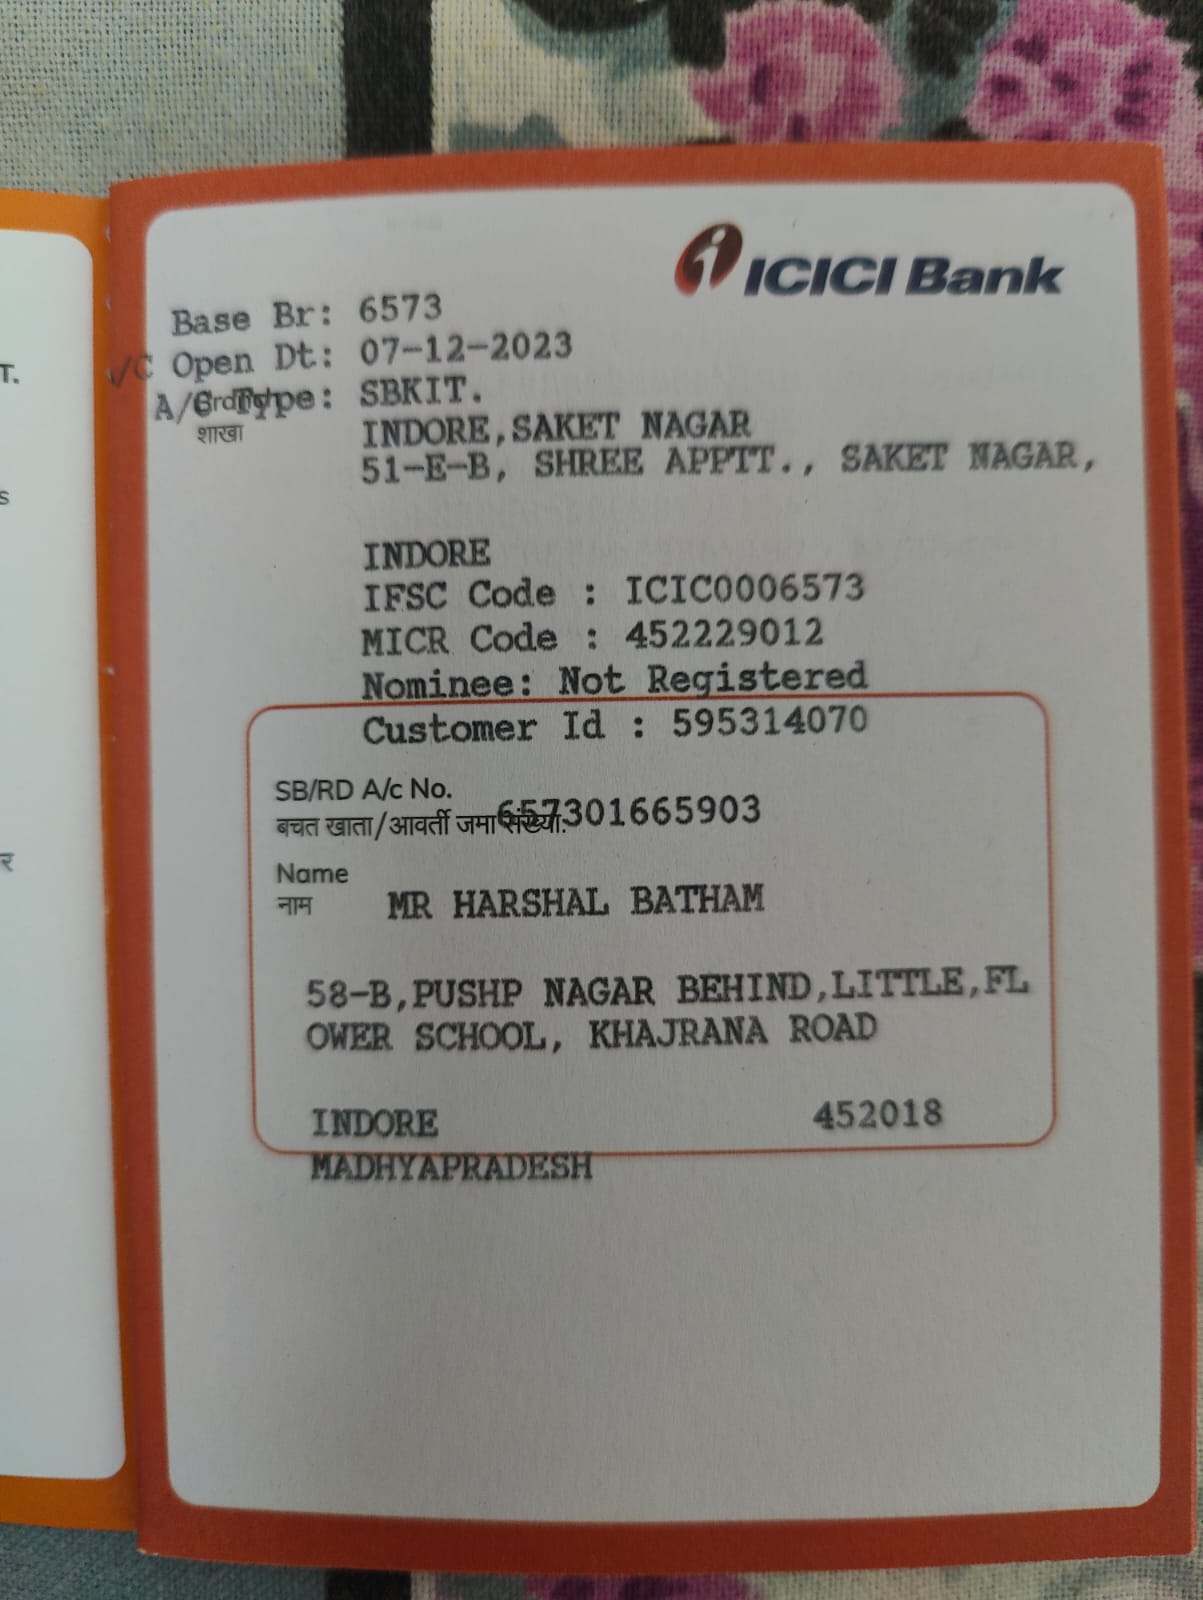 ICICI Bank
Base Br: 6573
A/C Open Dt: 07-12-2023
A/C Type: SBKIT.
Branch
शाखा
INDORE,SAKET NAGAR
51-E-B, SHREE APPTT., SAKET NAGAR,
INDORE
IFSC Code : ICIC0006573
MICR Code : 452229012
Nominee: Not Registered
Customer Id : 595314070
SB/RD A/c No.
बचत खाता/आवर्ती जमा संख्या. 657301665903
Name
नाम MR HARSHAL BATHAM
58-B,PUSHP NAGAR BEHIND,LITTLE,FL
OWER SCHOOL, KHAJRANA ROAD
INDORE 452018
MADHYAPRADESH
T.
s
र